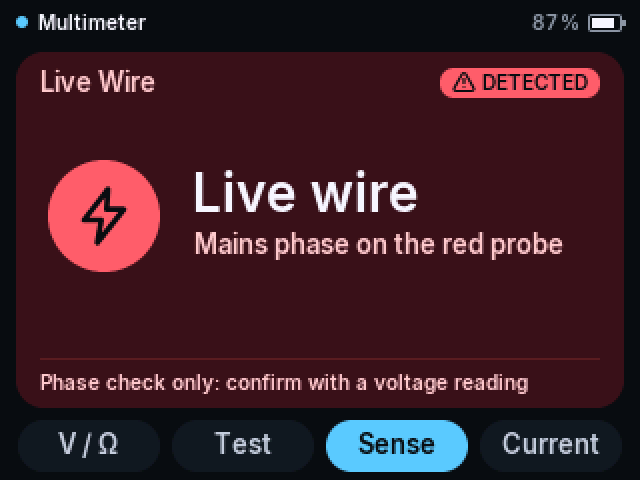 Multimeter 87%
Live Wire DETECTED
Live wire
Mains phase on the red probe
Phase check only: confirm with a voltage reading
V / Ω Test Sense Current